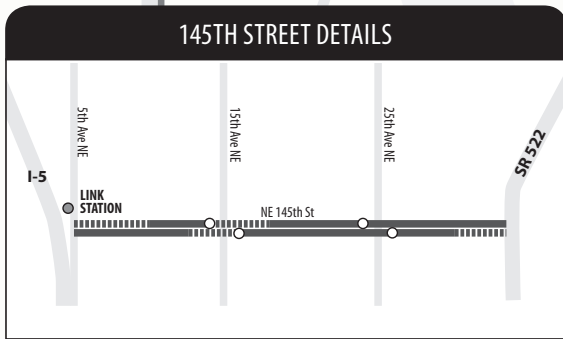 145TH STREET DETAILS
5th Ave NE
15th Ave NE
25th Ave NE
SR 522
I-5
LINK
STATION
NE 145th St